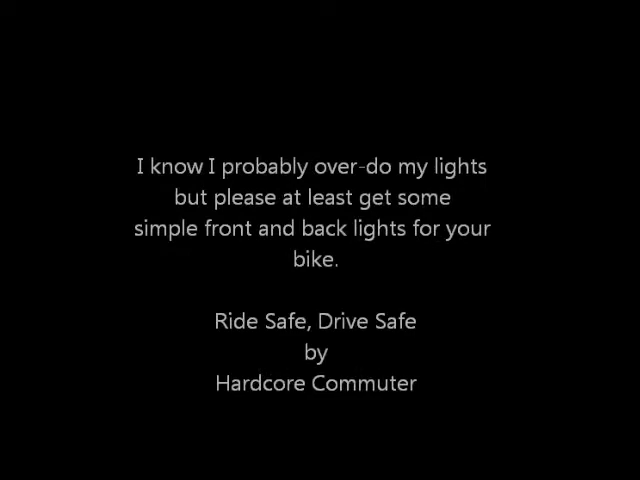 I know I probably over-do my lights
but please at least get some
simple front and back lights for your
bike.
Ride Safe, Drive Safe
by
Hardcore Commuter